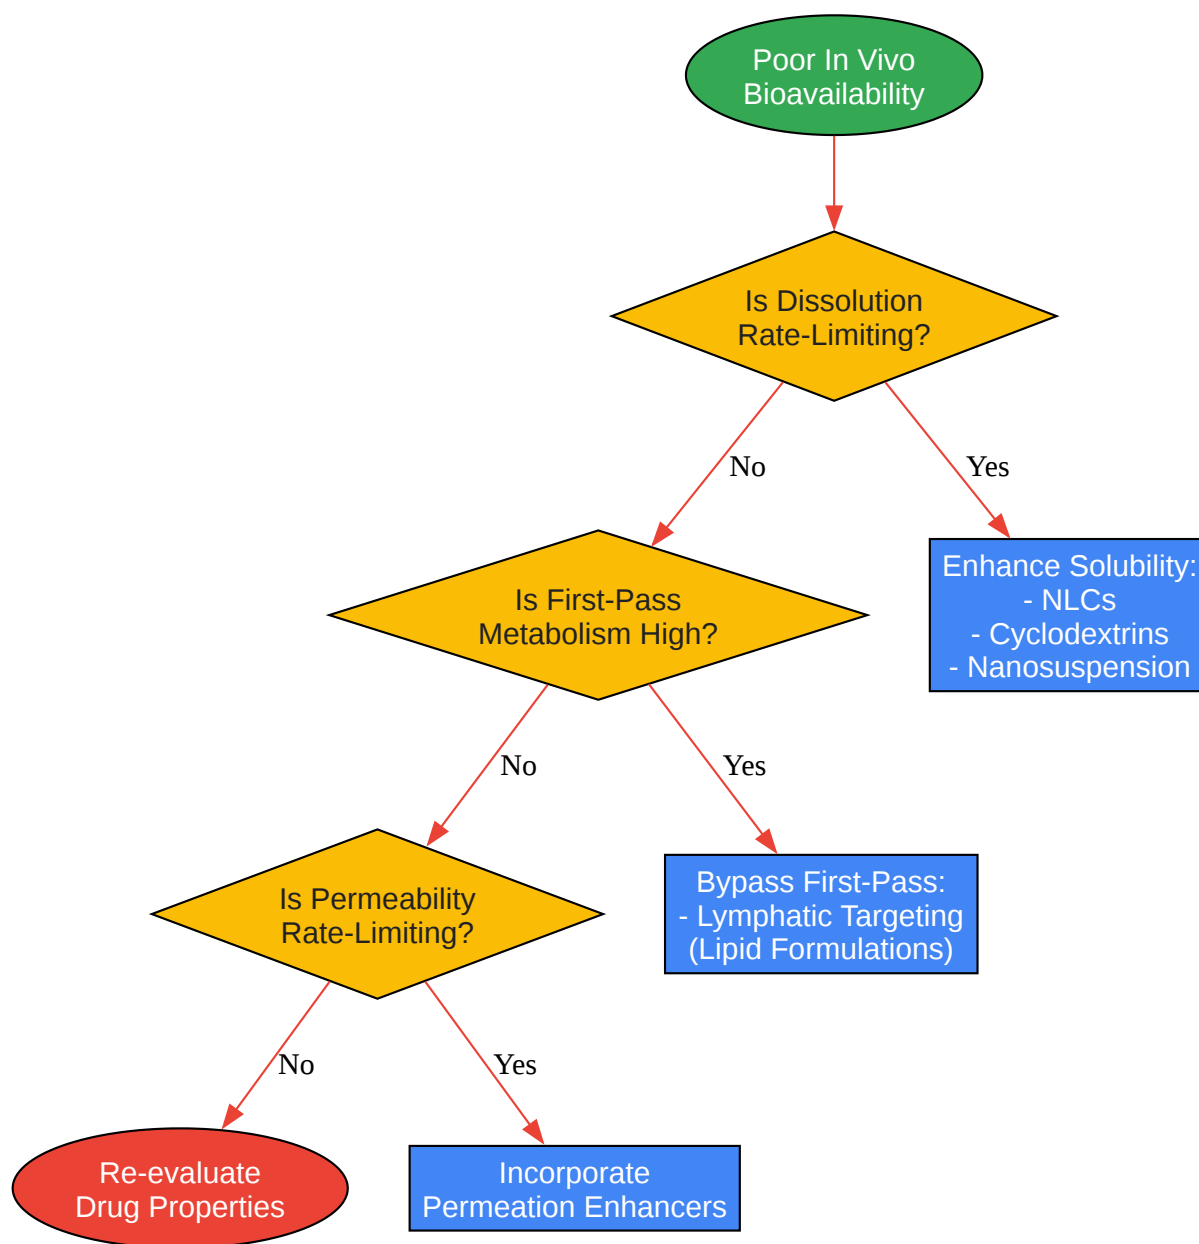 Poor In Vivo
Bioavailability
Is Dissolution
Rate-Limiting?
No
Yes
Is First-Pass
Metabolism High?
Enhance Solubility:
- NLCs
- Cyclodextrins
- Nanosuspension
No
Yes
Is Permeability
Rate-Limiting?
Bypass First-Pass:
- Lymphatic Targeting
(Lipid Formulations)
No
Yes
Re-evaluate
Drug Properties
Incorporate
Permeation Enhancers